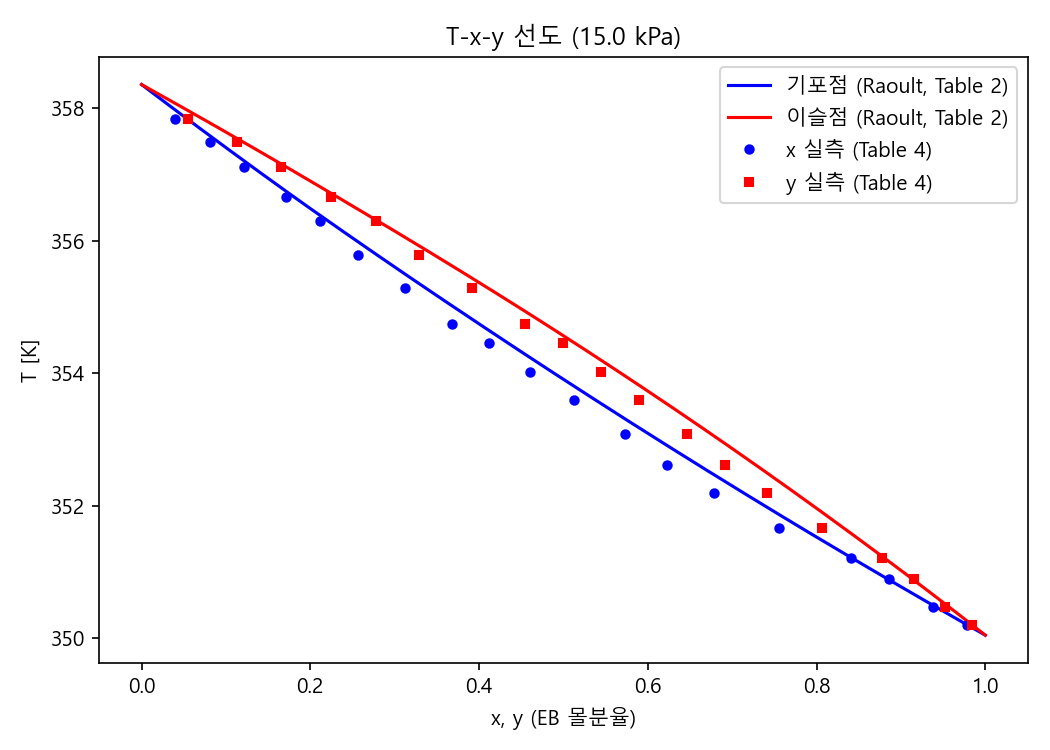 T-x-y 선도 (15.0 kPa)
기포점 (Raoult, Table 2)
이슬점 (Raoult, Table 2)
x 실측 (Table 4)
y 실측 (Table 4)
T [K]
358
356
354
352
350
0.0 0.2 0.4 0.6 0.8 1.0
x, y (EB 몰분율)